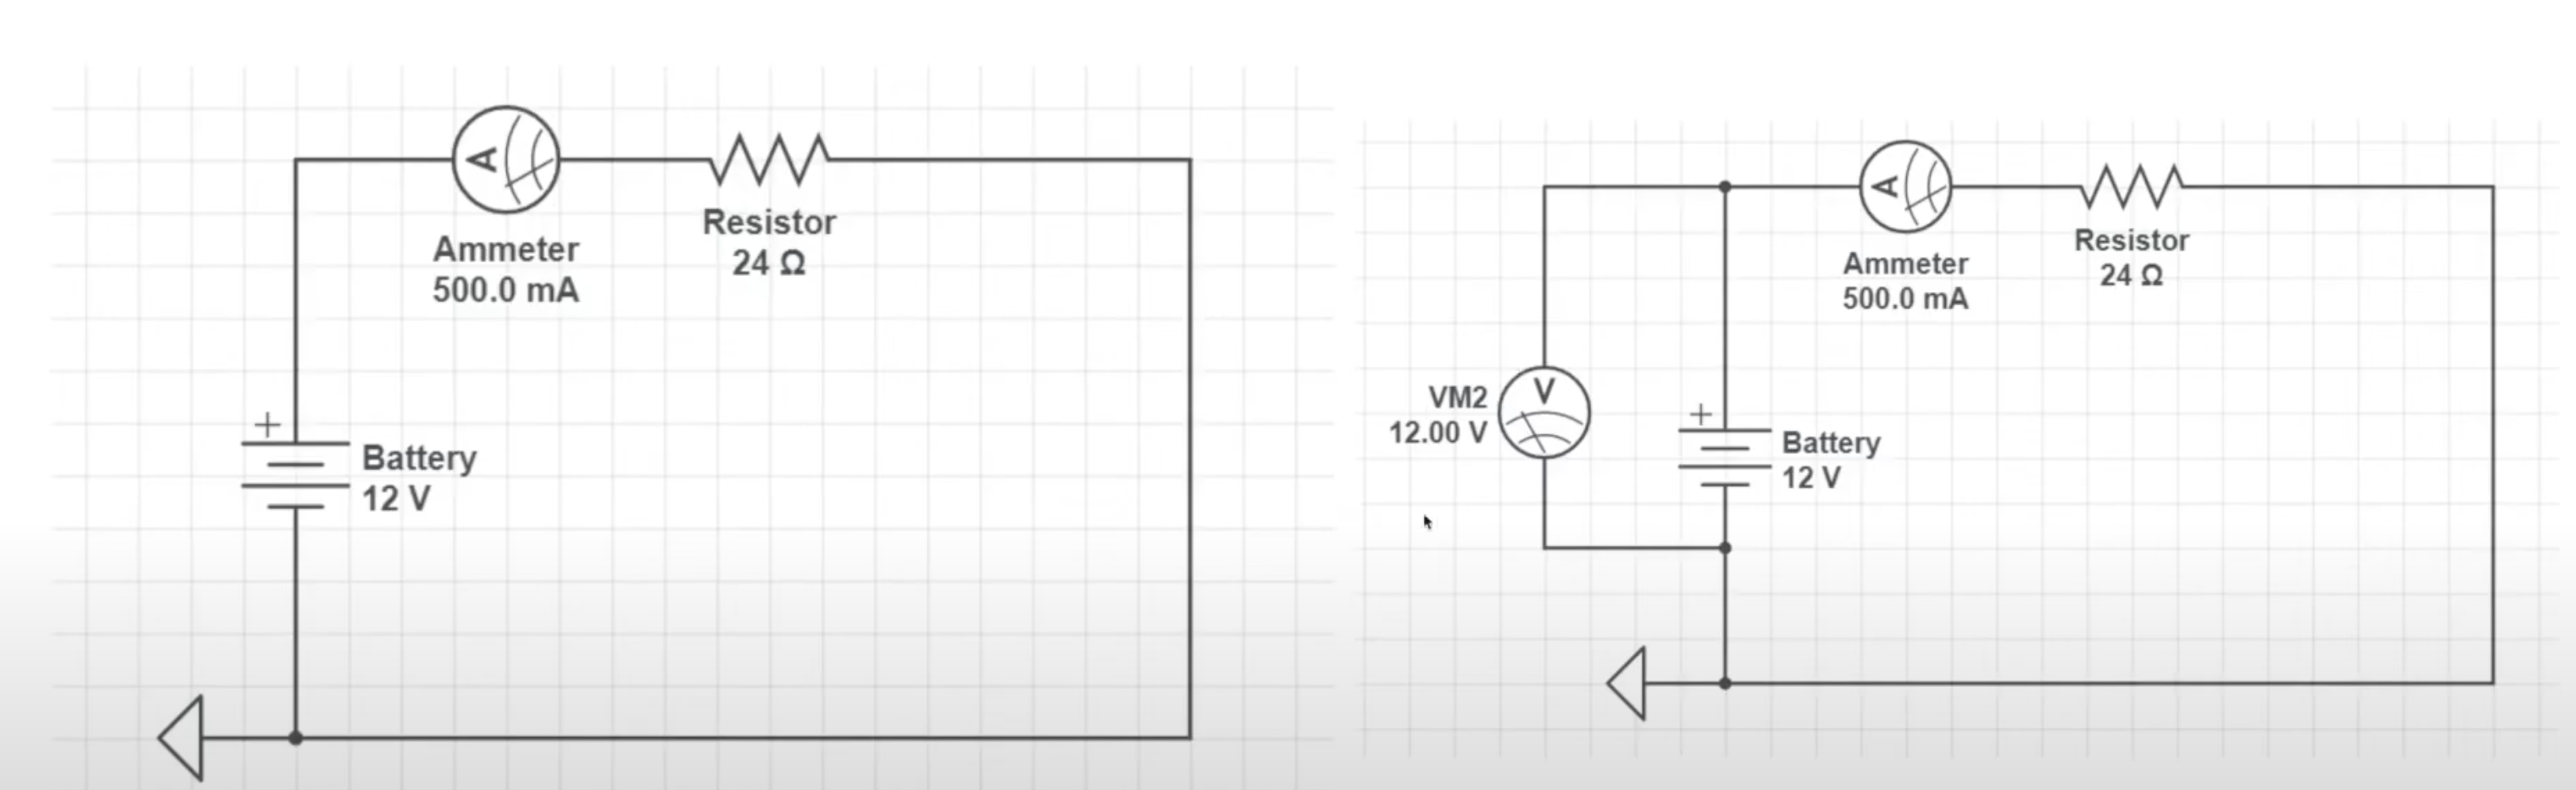 A
Ammeter
500.0 mA
Resistor
24 Ω
+
Battery
12 V
A
Ammeter
500.0 mA
Resistor
24 Ω
VM2
12.00 V
V
+
Battery
12 V